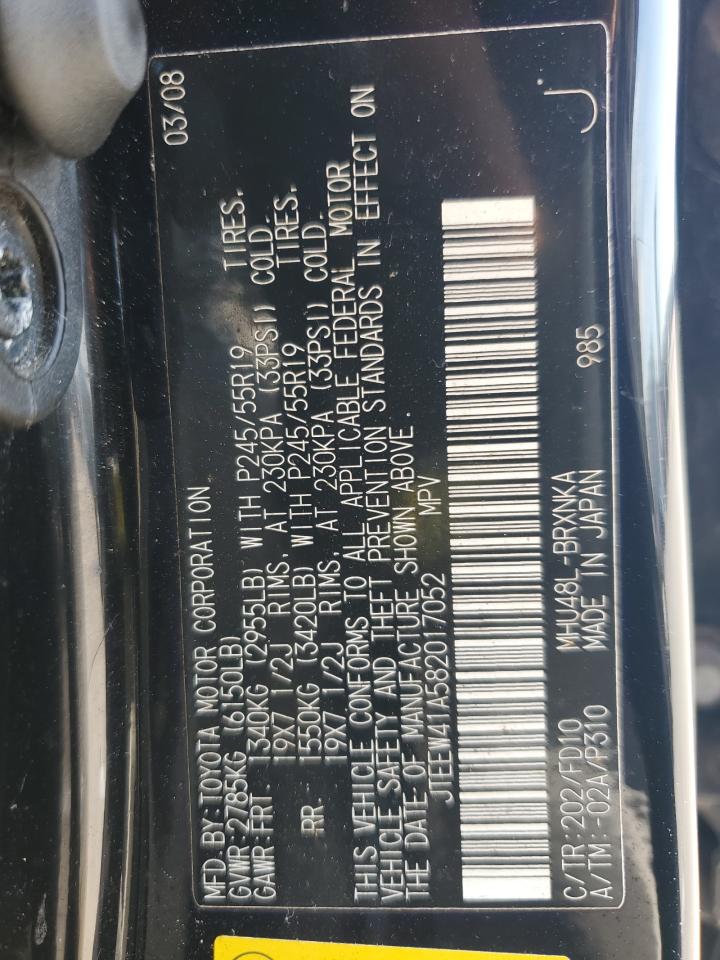 MFD. BY: TOYOTA MOTOR CORPORATION 03/08
GVWR: 2785KG (6150LB)
GAWR: FRT. 1340KG (2955LB) WITH P245/55R19 TIRES.
19X7 1/2J RIMS, AT 230KPA (33PSI) COLD
RR. 1550KG (3420LB) WITH P245/55R19 TIRES.
19X7 1/2J RIMS, AT 230KPA (33PSI) COLD.
THIS VEHICLE CONFORMS TO ALL APPLICABLE FEDERAL MOTOR
VEHICLE SAFETY AND THEFT PREVENTION STANDARDS IN EFFECT ON
THE DATE OF MANUFACTURE SHOWN ABOVE.
JTEEW41A582017052 MPV
C/TR: 202/FD10 MHU48L-BRXNKA 985
A/TM: -02A/P310 MADE IN JAPAN
J